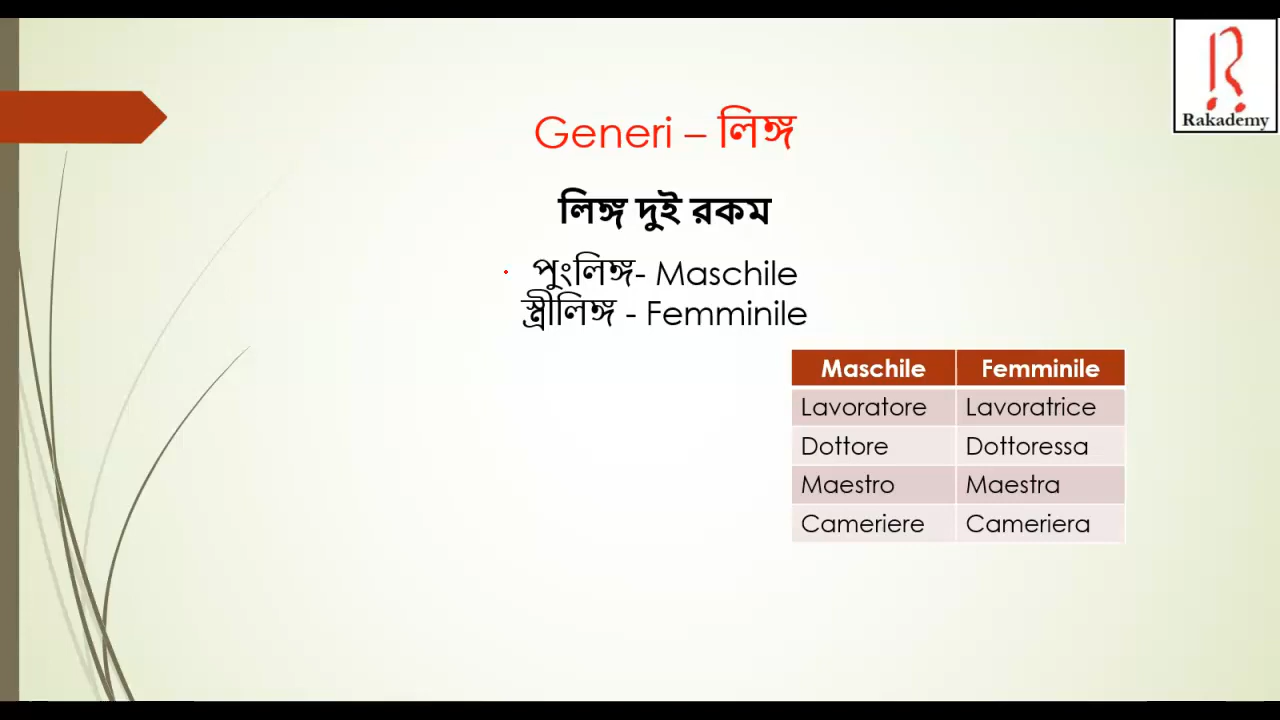 Rakademy
Generi – লিঙ্গ
লিঙ্গ দুই রকম
• পুংলিঙ্গ- Maschile
স্ত্রীলিঙ্গ - Femminile
Maschile Femminile
Lavoratore Lavoratrice
Dottore Dottoressa
Maestro Maestra
Cameriere Cameriera